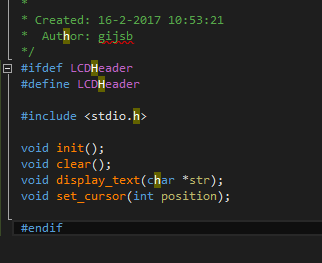 *
* Created: 16-2-2017 10:53:21
*  Author: gijsb
*/
#ifdef LCDHeader
#define LCDHeader
#include <stdio.h>
void init();
void clear();
void display_text(char *str);
void set_cursor(int position);
#endif